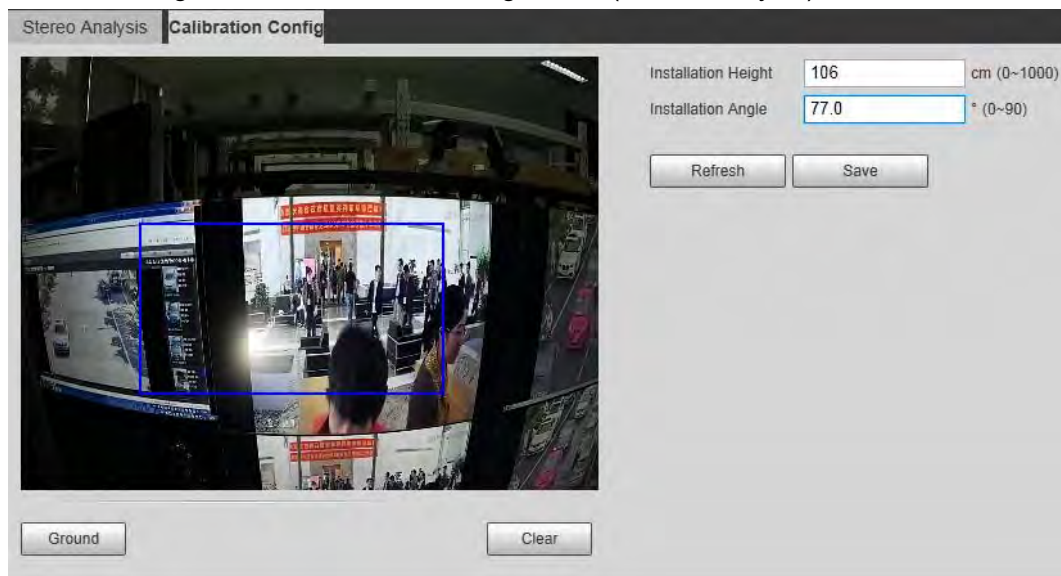 Stereo Analysis Calibration Config
Installation Height 106 cm (0~1000)
Installation Angle 77.0 ° (0~90)
Refresh Save
Ground Clear